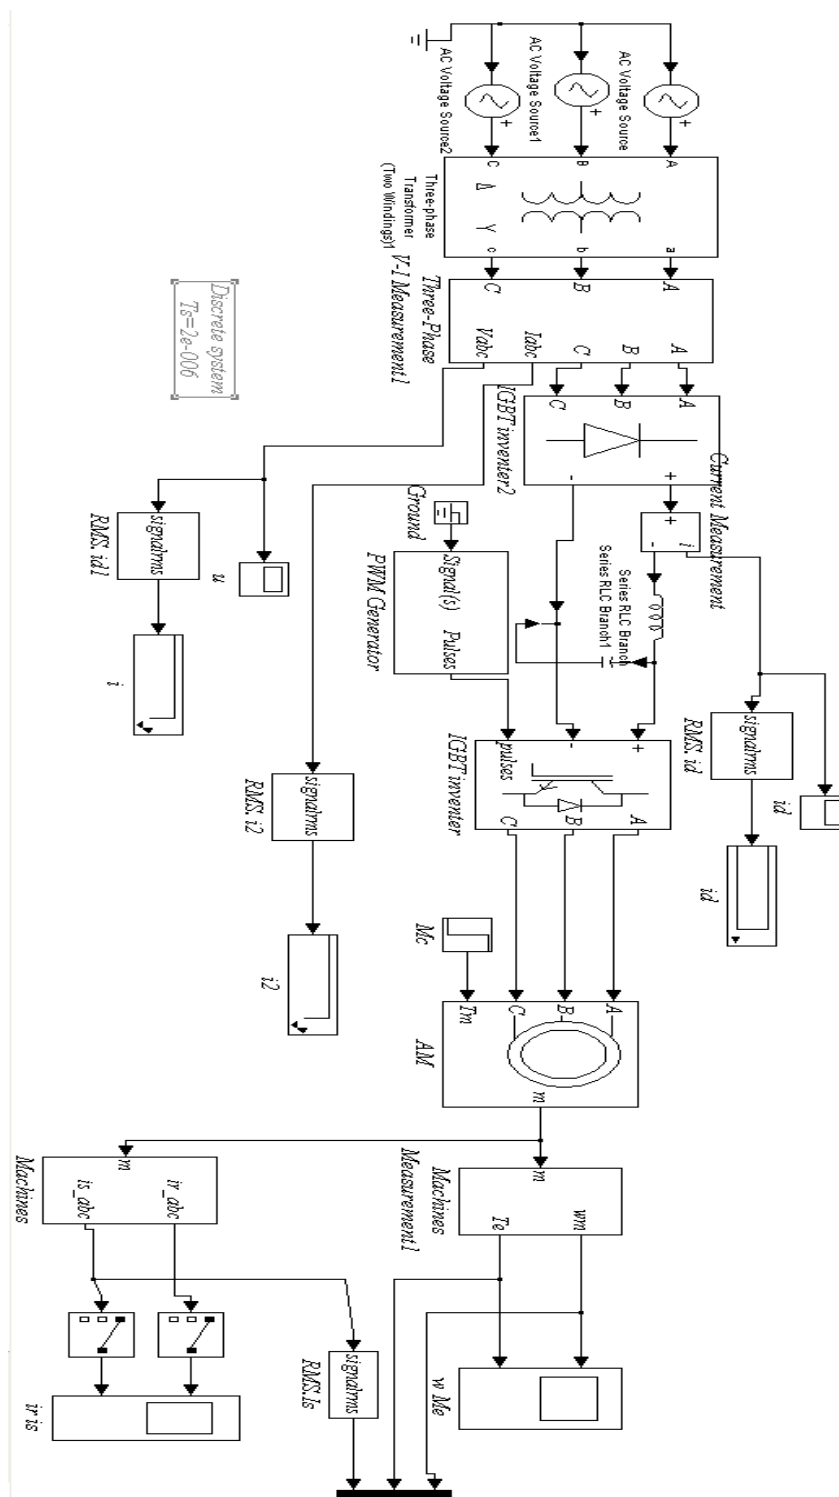 AC Voltage Source
AC Voltage Source1
AC Voltage Source2
+
+
+
A
B
C
Δ
Y
a
b
c
Three-phase
Transformer
(Two Windings)1
A
B
C
A
B
C
Iabc
Vabc
Three-Phase
V-I Measurement1
Discrete system
Ts=2e-006
A
B
C
+
-
IGBT inventer2
Current Measurement
+
-
i
Series RLC Branch
Series RLC Branch1
Ground
Signal(s)
Pulses
PWM Generator
signalrms
RMS. id1
u
i
signalrms
RMS. id
id
id
+
-
pulses
A
B
C
IGBT inventer
signalrms
RMS. i2
i2
Mc
Tm
A
B
C
m
AM
m
wm
Te
Machines
Measurement1
m
ir_abc
is_abc
Machines
w Me
signalrms
RMS.Is
ir is